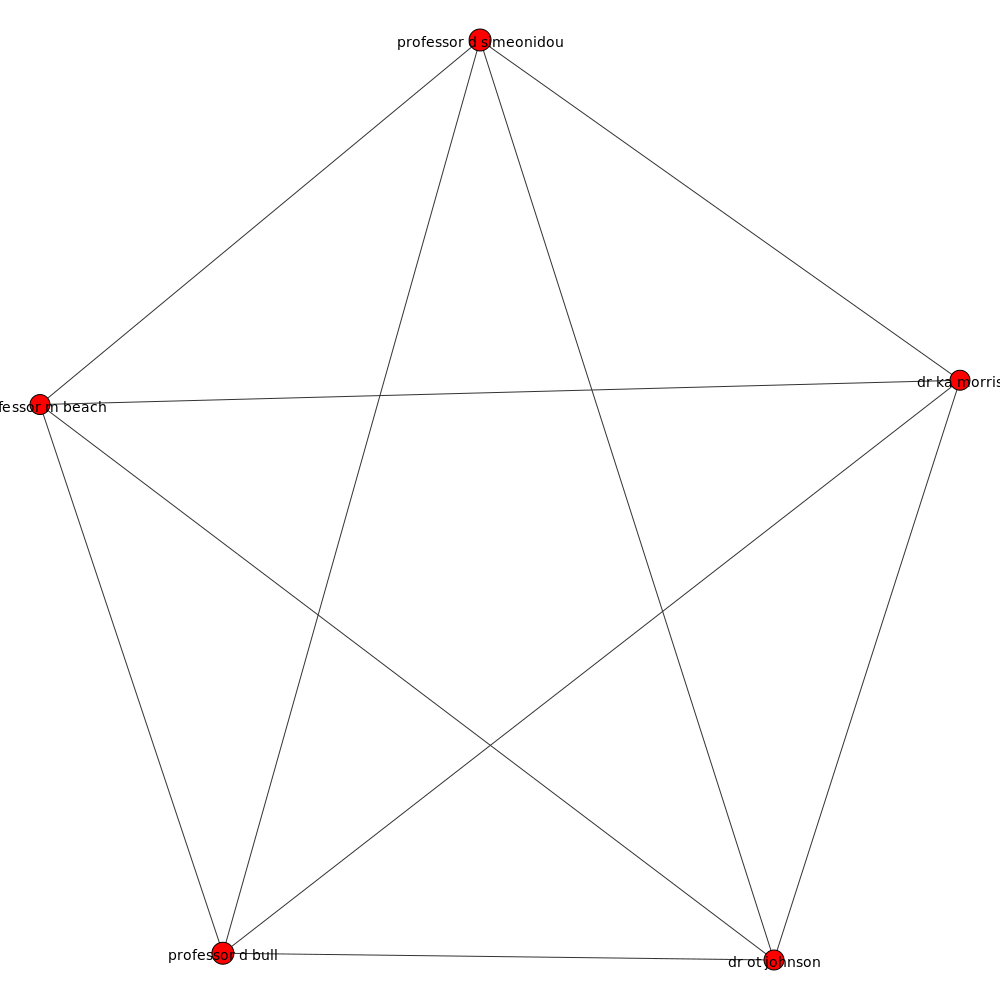 professor d simeonidou
dr ka morris
fessor m beach
professor d bull
dr ot johnson